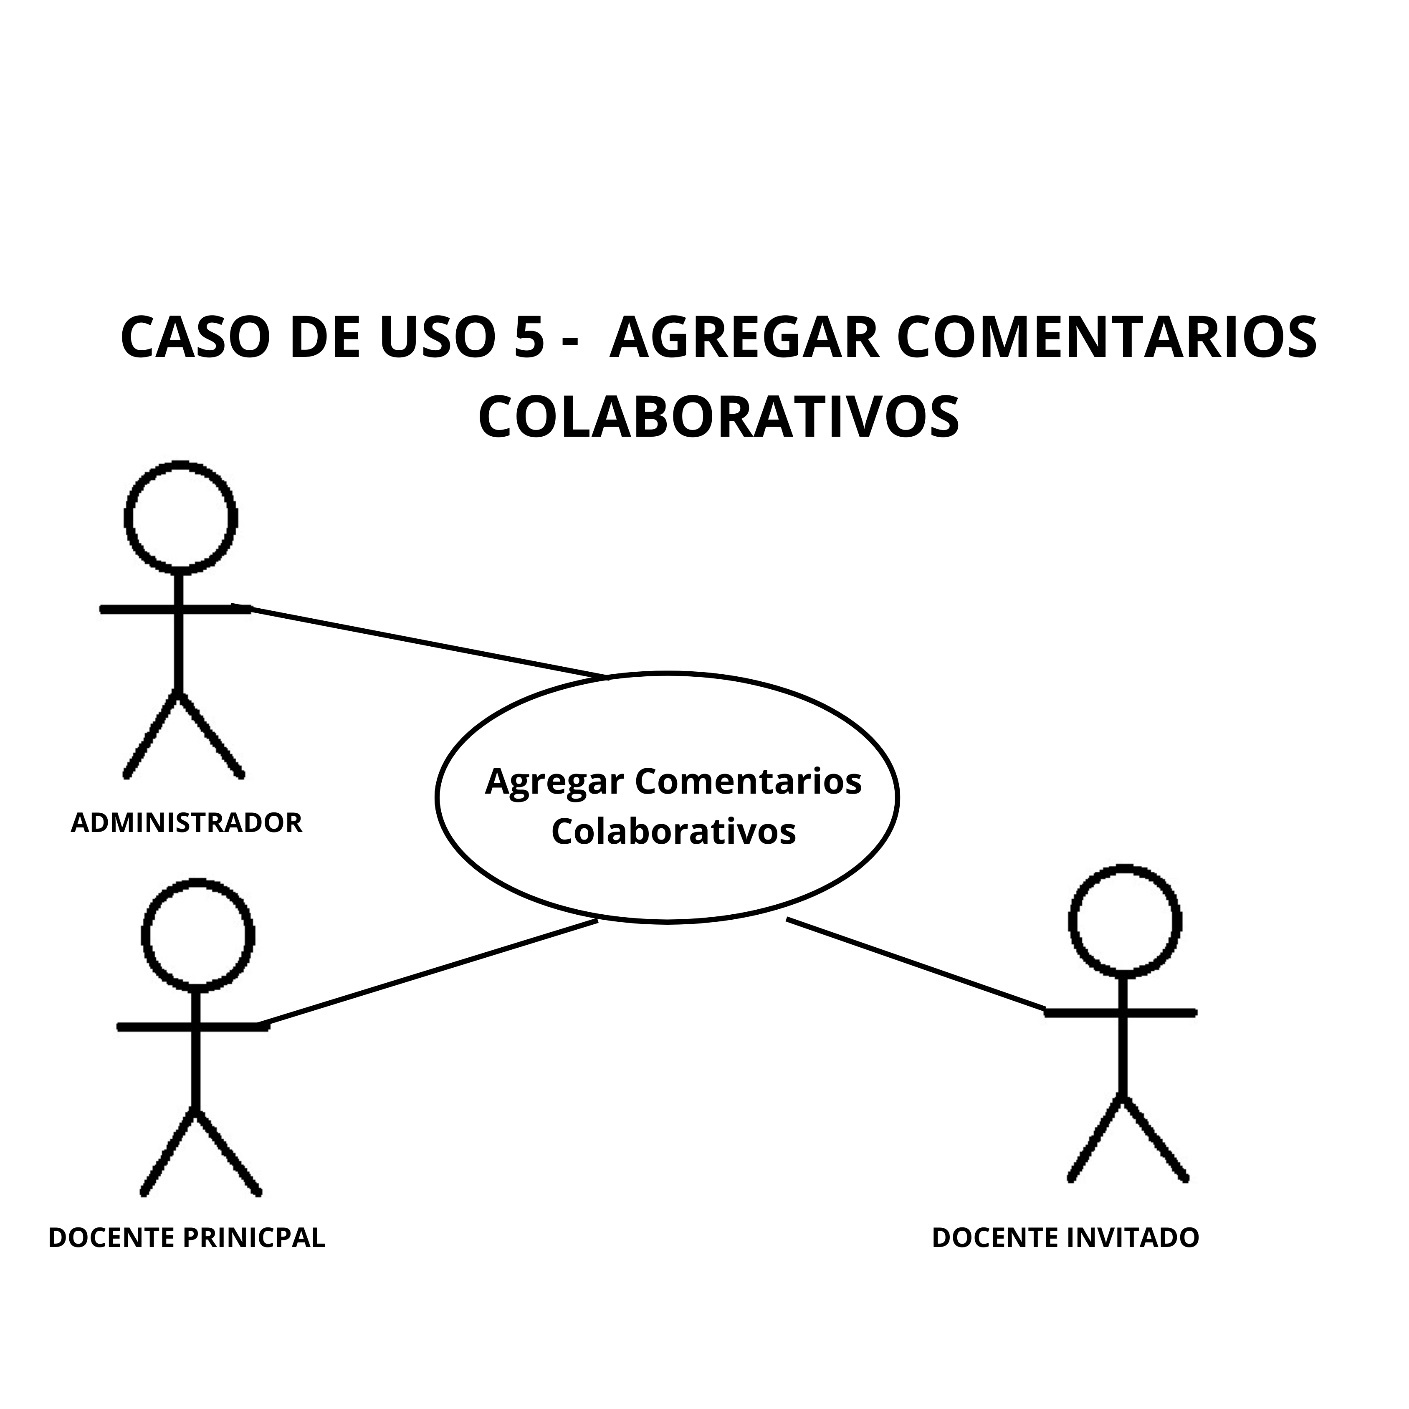 CASO DE USO 5 -  AGREGAR COMENTARIOS
COLABORATIVOS
Agregar Comentarios
Colaborativos
ADMINISTRADOR
DOCENTE PRINICPAL
DOCENTE INVITADO